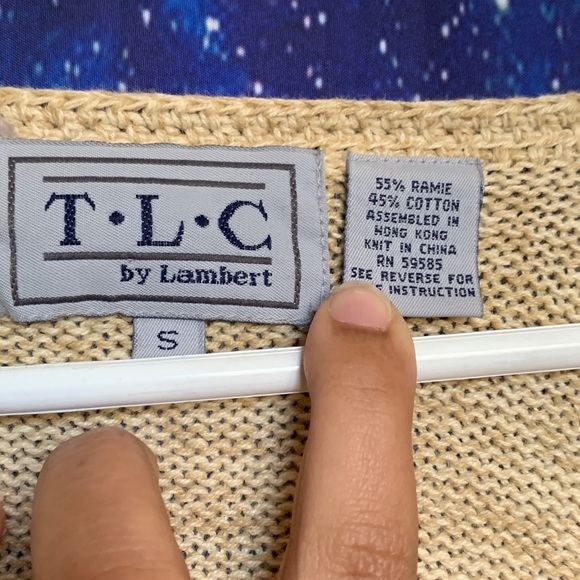 T·L·C
by Lambert
S
55% RAMIE
45% COTTON
ASSEMBLED IN
HONG KONG
KNIT IN CHINA
RN 59585
SEE REVERSE FOR
INSTRUCTION